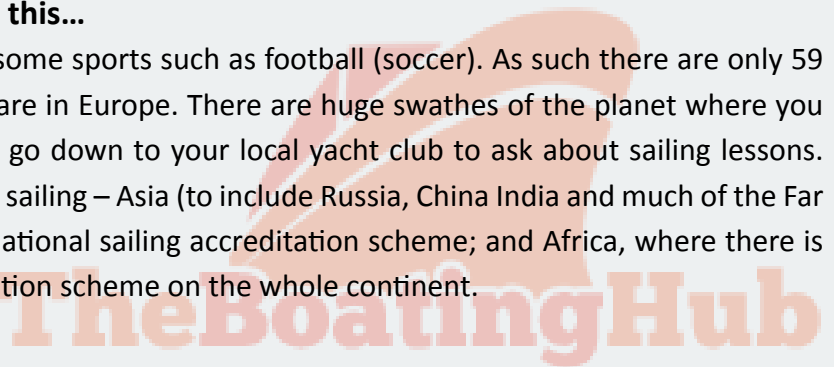 this…
some sports such as football (soccer). As such there are only 59
are in Europe. There are huge swathes of the planet where you
go down to your local yacht club to ask about sailing lessons.
sailing – Asia (to include Russia, China India and much of the Far
ational sailing accreditation scheme; and Africa, where there is
tion scheme on the whole continent.
TheBoatingHub